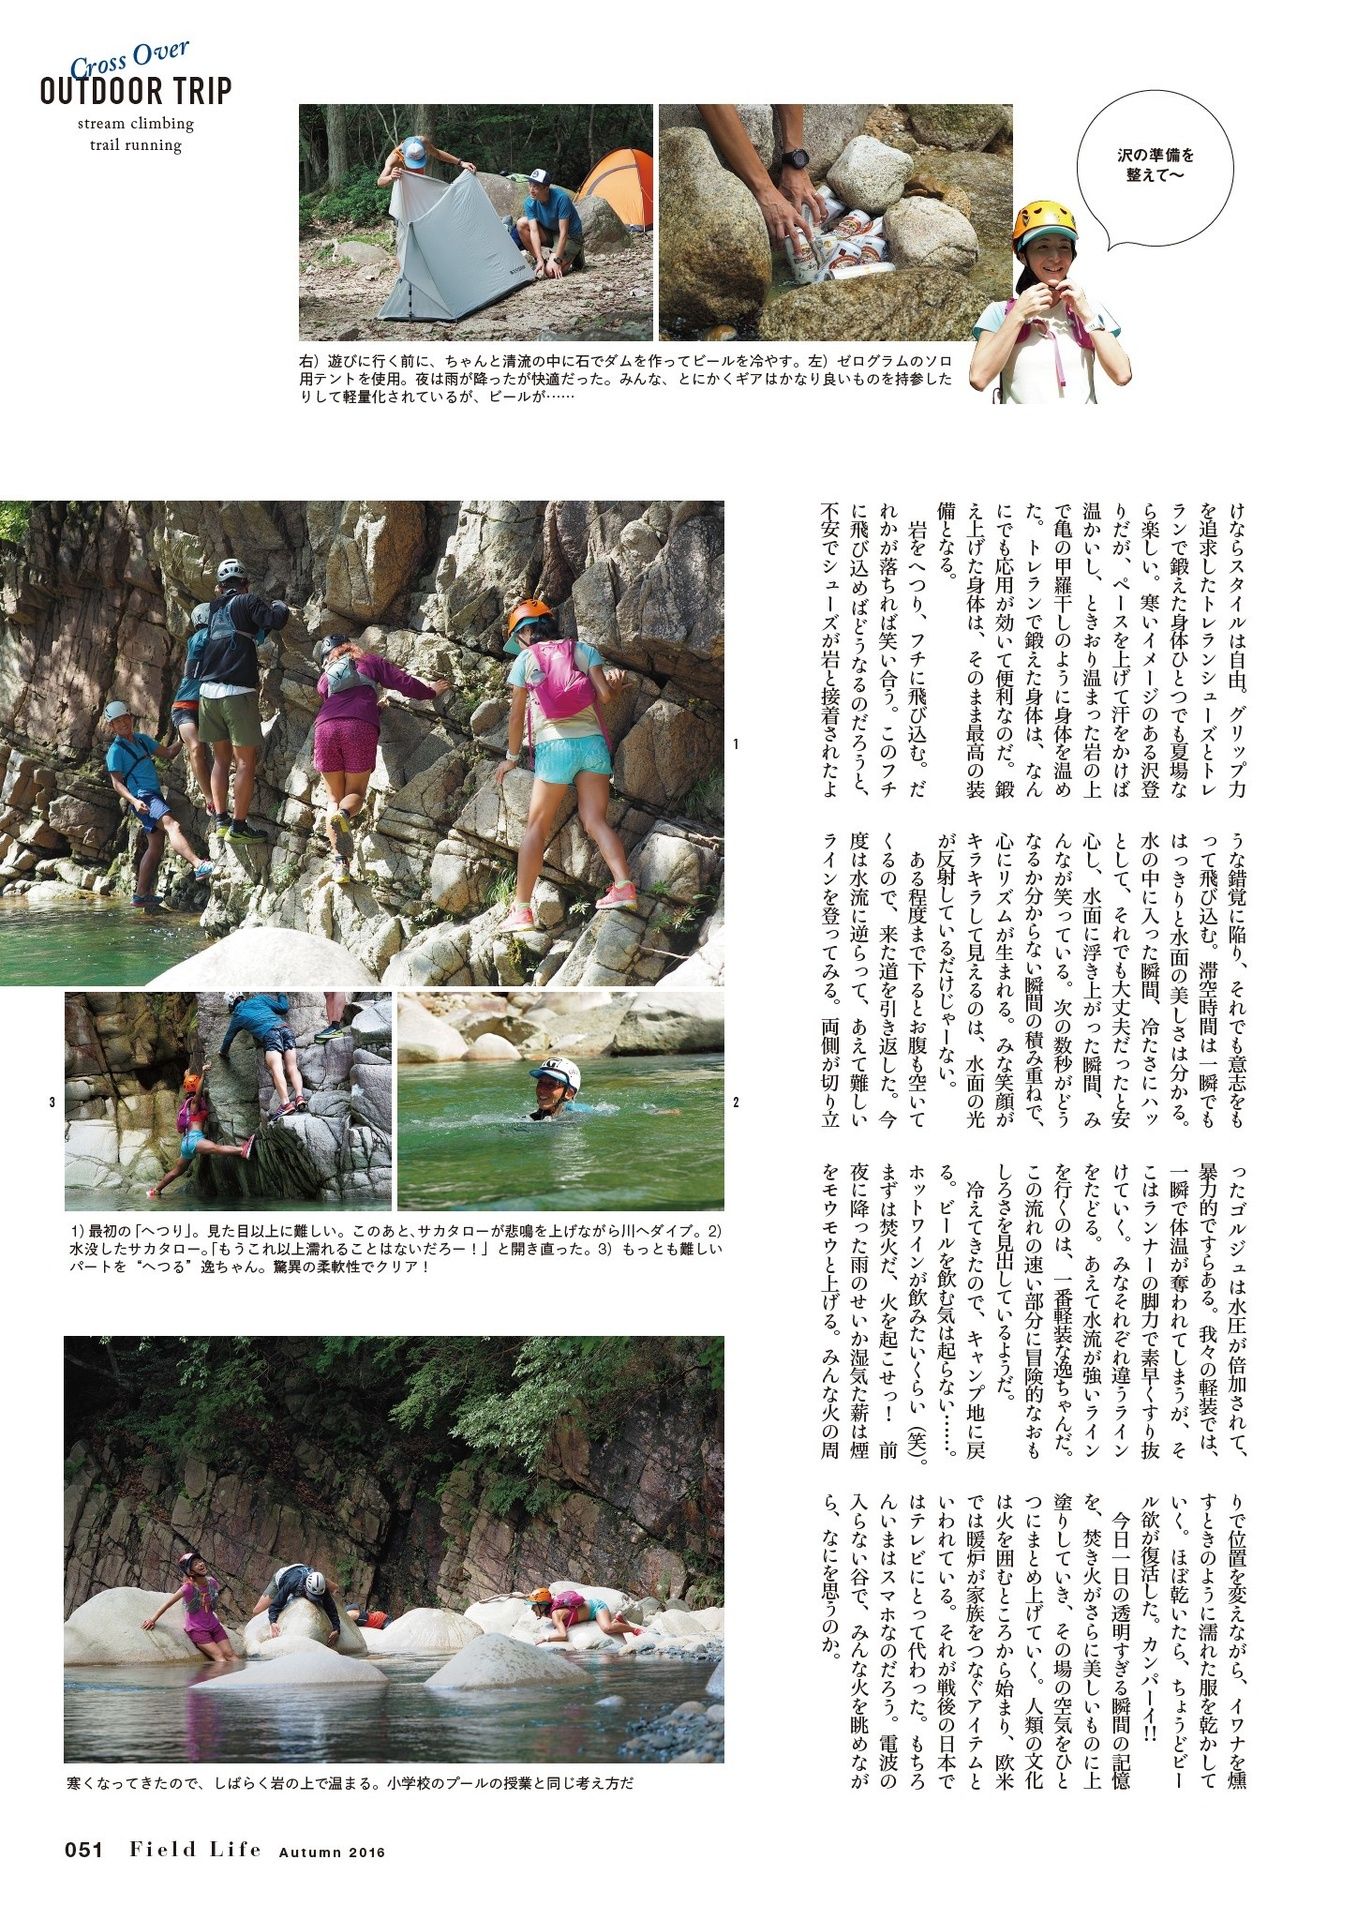 Cross Over
OUTDOOR TRIP
stream climbing
trail running
沢の準備を
整えて〜
右）遊びに行く前に、ちゃんと清流の中に石でダムを作ってビールを冷やす。左）ゼログラムのソロ
用テントを使用。夜は雨が降ったが快適だった。みんな、とにかくギアはかなり良いものを持参した
りして軽量化されているが、ビールが……
けならスタイルは自由。グリップ力
を追求したトレランシューズとトレ
ランで鍛えた身体ひとつでも夏場な
ら楽しい。寒いイメージのある沢登
りだが、ペースを上げて汗をかけば
温かいし、ときおり温まった岩の上
で亀の甲羅干しのように身体を温め
た。トレランで鍛えた身体は、なん
にでも応用が効いて便利なのだ。鍛
え上げた身体は、そのまま最高の装
備となる。
岩をへつり、フチに飛び込む。だ
れかが落ちれば笑い合う。このフチ
に飛び込めばどうなるのだろうと、
不安でシューズが岩と接着されたよ
うな錯覚に陥り、それでも意志をも
って飛び込む。滞空時間は一瞬でも
はっきりと水面の美しさは分かる。
水の中に入った瞬間、冷たさにハッ
として、それでも大丈夫だったと安
心し、水面に浮き上がった瞬間、み
んなが笑っている。次の数秒がどう
なるか分からない瞬間の積み重ねで、
心にリズムが生まれる。みな笑顔が
キラキラして見えるのは、水面の光
が反射しているだけじゃーない。
ある程度まで下るとお腹も空いて
くるので、来た道を引き返した。今
度は水流に逆らって、あえて難しい
ラインを登ってみる。両側が切り立
ったゴルジュは水圧が倍加されて、
暴力的ですらある。我々の軽装では、
一瞬で体温が奪われてしまうが、そ
こはランナーの脚力で素早くすり抜
けていく。みなそれぞれ違うライン
をたどる。あえて水流が強いライン
を行くのは、一番軽装な逸ちゃんだ。
この流れの速い部分に冒険的なおも
しろさを見出しているようだ。
冷えてきたので、キャンプ地に戻
る。ビールを飲む気は起らない……。
ホットワインが飲みたいくらい（笑）。
まずは焚火だ、火を起こせっ！　前
夜に降った雨のせいか湿気た薪は煙
をモウモウと上げる。みんな火の周
りで位置を変えながら、イワナを燻
すときのように濡れた服を乾かして
いく。ほぼ乾いたら、ちょうどビー
ル欲が復活した。カンパーイ!!
今日一日の透明すぎる瞬間の記憶
を、焚き火がさらに美しいものに上
塗りしていき、その場の空気をひと
つにまとめ上げていく。人類の文化
は火を囲むところから始まり、欧米
では暖炉が家族をつなぐアイテムと
いわれている。それが戦後の日本で
はテレビにとって代わった。もちろ
んいまはスマホなのだろう。電波の
入らない谷で、みんな火を眺めなが
ら、なにを思うのか。
1
2
3
1）最初の「へつり」。見た目以上に難しい。このあと、サカタローが悲鳴を上げながら川へダイブ。2）
水没したサカタロー。「もうこれ以上濡れることはないだろー！」と開き直った。3）もっとも難しい
パートを“へつる”逸ちゃん。驚異の柔軟性でクリア！
寒くなってきたので、しばらく岩の上で温まる。小学校のプールの授業と同じ考え方だ
051 Field Life Autumn 2016